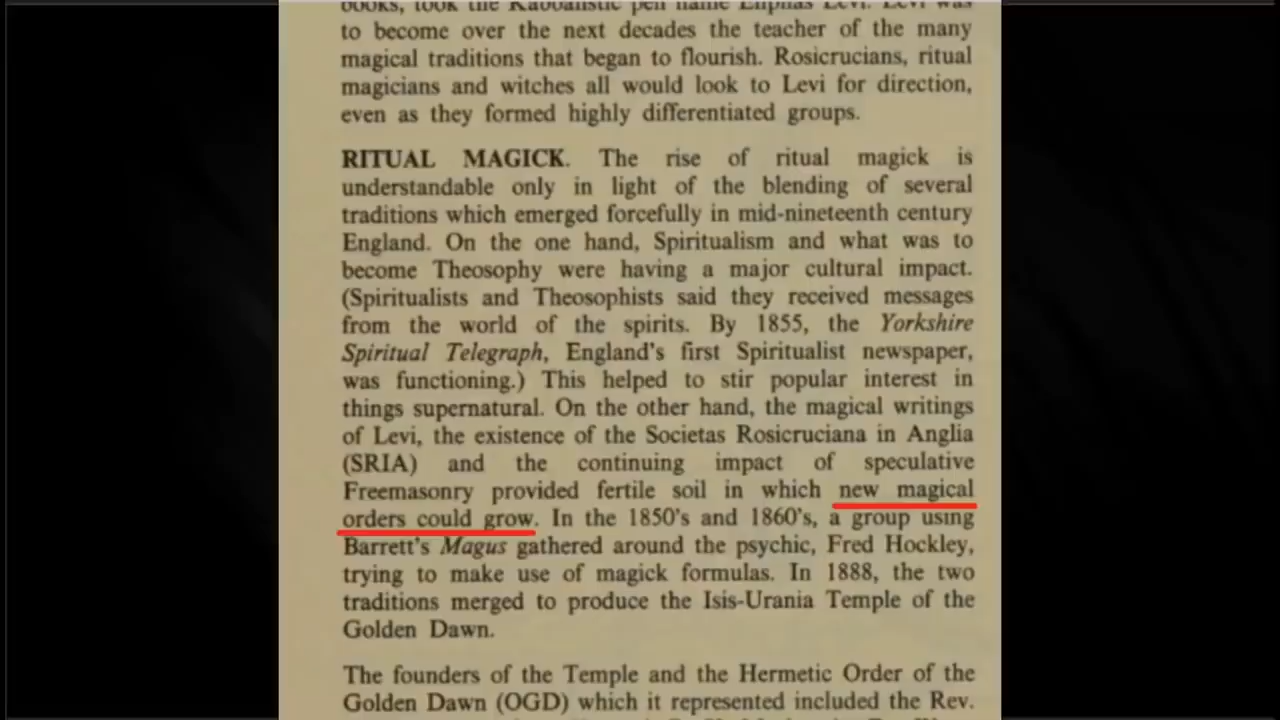 books, took the Kabbalistic pen name Eliphas Levi. Levi was
to become over the next decades the teacher of the many
magical traditions that began to flourish. Rosicrucians, ritual
magicians and witches all would look to Levi for direction,
even as they formed highly differentiated groups.
RITUAL MAGICK. The rise of ritual magick is
understandable only in light of the blending of several
traditions which emerged forcefully in mid-nineteenth century
England. On the one hand, Spiritualism and what was to
become Theosophy were having a major cultural impact.
(Spiritualists and Theosophists said they received messages
from the world of the spirits. By 1855, the Yorkshire
Spiritual Telegraph, England's first Spiritualist newspaper,
was functioning.) This helped to stir popular interest in
things supernatural. On the other hand, the magical writings
of Levi, the existence of the Societas Rosicruciana in Anglia
(SRIA) and the continuing impact of speculative
Freemasonry provided fertile soil in which new magical
orders could grow. In the 1850's and 1860's, a group using
Barrett's Magus gathered around the psychic, Fred Hockley,
trying to make use of magick formulas. In 1888, the two
traditions merged to produce the Isis-Urania Temple of the
Golden Dawn.
The founders of the Temple and the Hermetic Order of the
Golden Dawn (OGD) which it represented included the Rev.